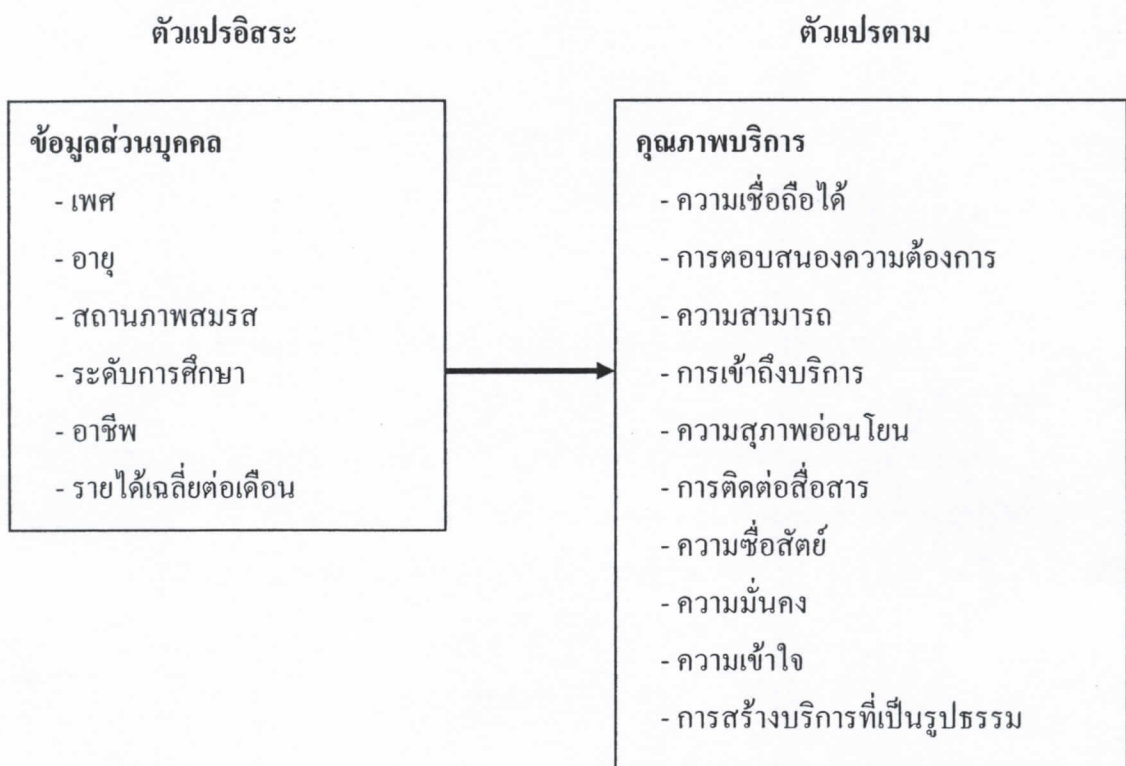 ตัวแปรอิสระ
ข้อมูลส่วนบุคคล
- เพศ
- อายุ
- สถานภาพสมรส
- ระดับการศึกษา
- อาชีพ
- รายได้เฉลี่ยต่อเดือน
ตัวแปรตาม
คุณภาพบริการ
- ความเชื่อถือได้
- การตอบสนองความต้องการ
- ความสามารถ
- การเข้าถึงบริการ
- ความสุภาพอ่อนโยน
- การติดต่อสื่อสาร
- ความซื่อสัตย์
- ความมั่นคง
- ความเข้าใจ
- การสร้างบริการที่เป็นรูปธรรม